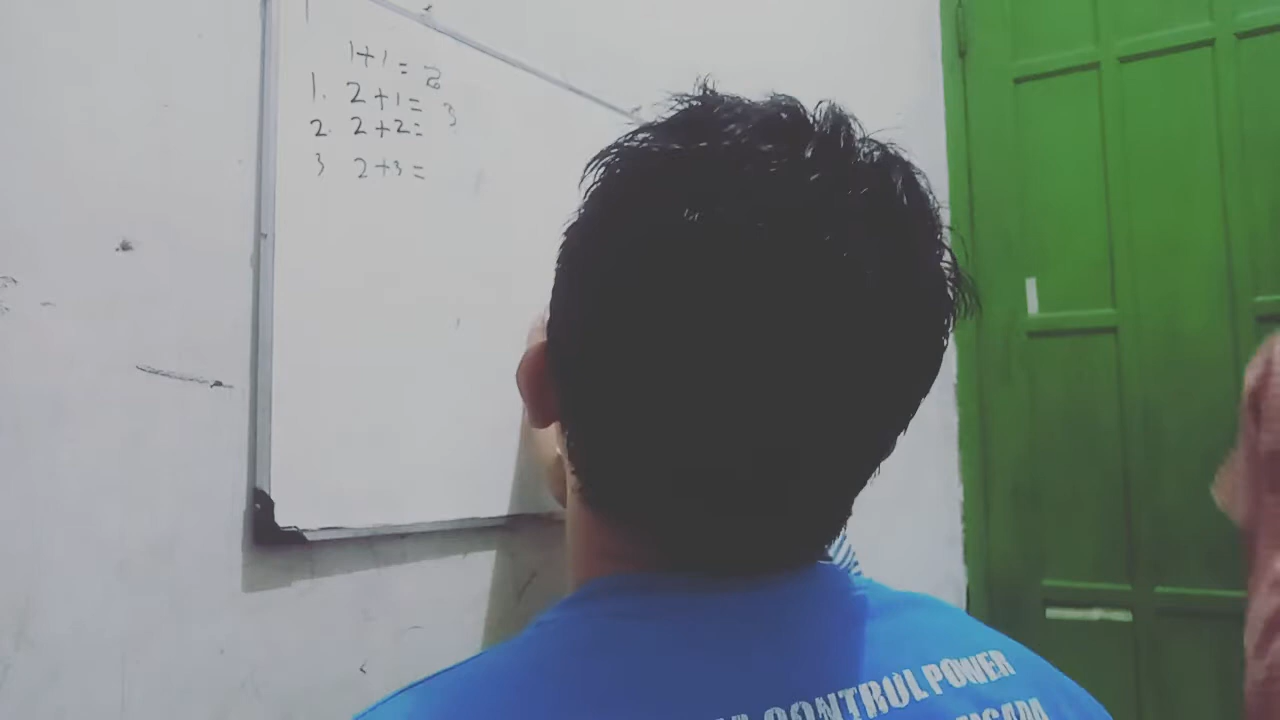 1+1 = 2
1. 2+1 = 3
2. 2+2=
3 2+3 =
CONTROL POWER